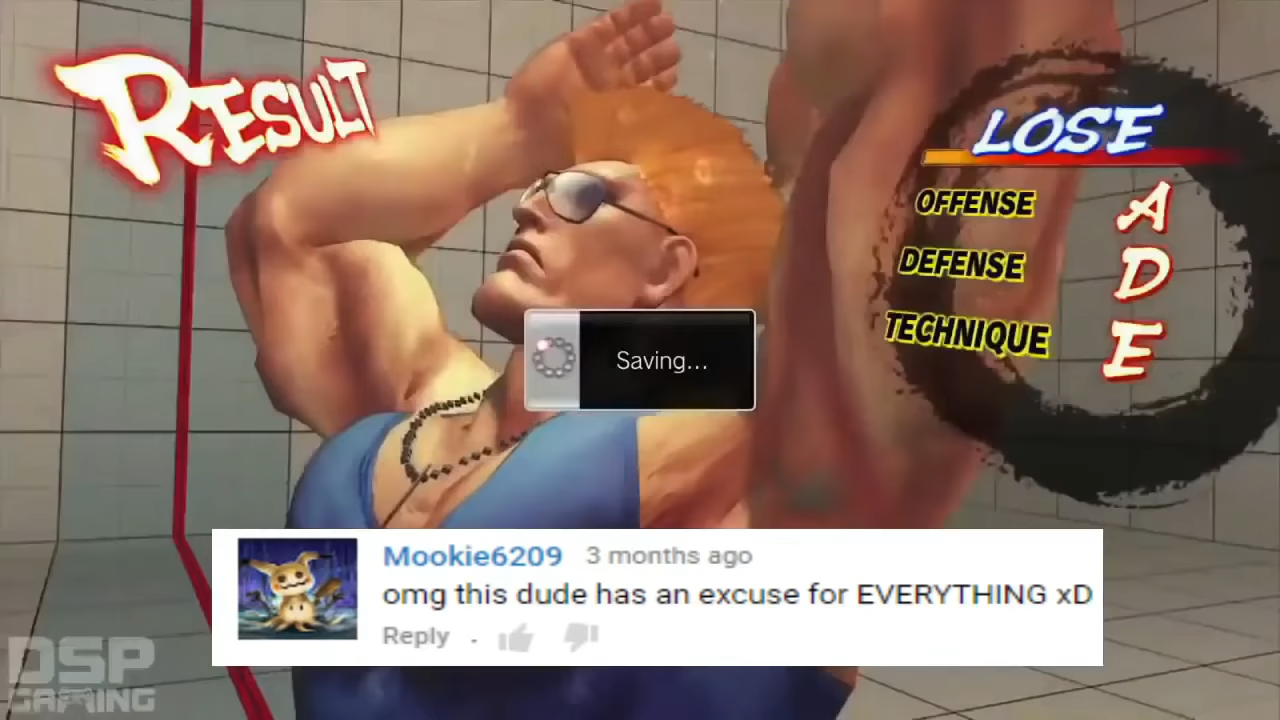 RESULT
LOSE
OFFENSE A
DEFENSE D
TECHNIQUE E
Saving...
Mookie6209 3 months ago
omg this dude has an excuse for EVERYTHING xD
Reply .
DSP
GAMING